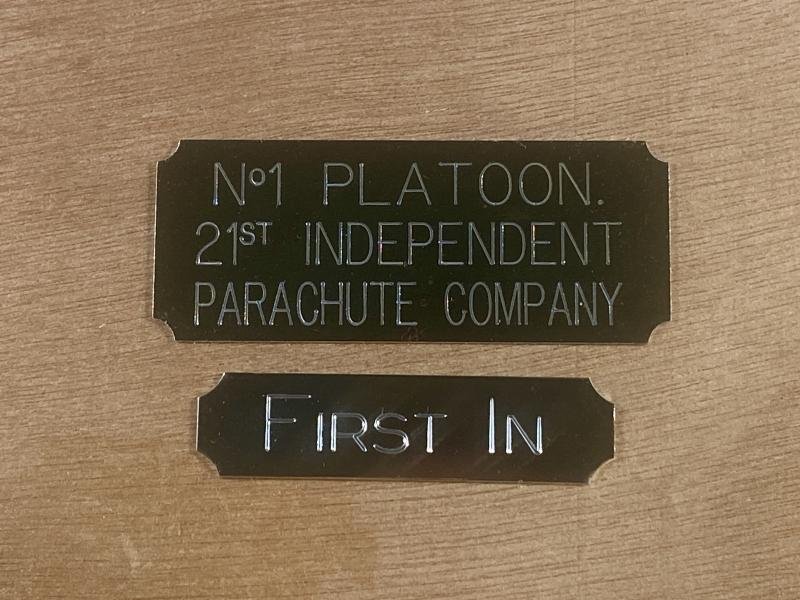 Nº1 PLATOON.
21ST INDEPENDENT
PARACHUTE COMPANY
FIRST IN